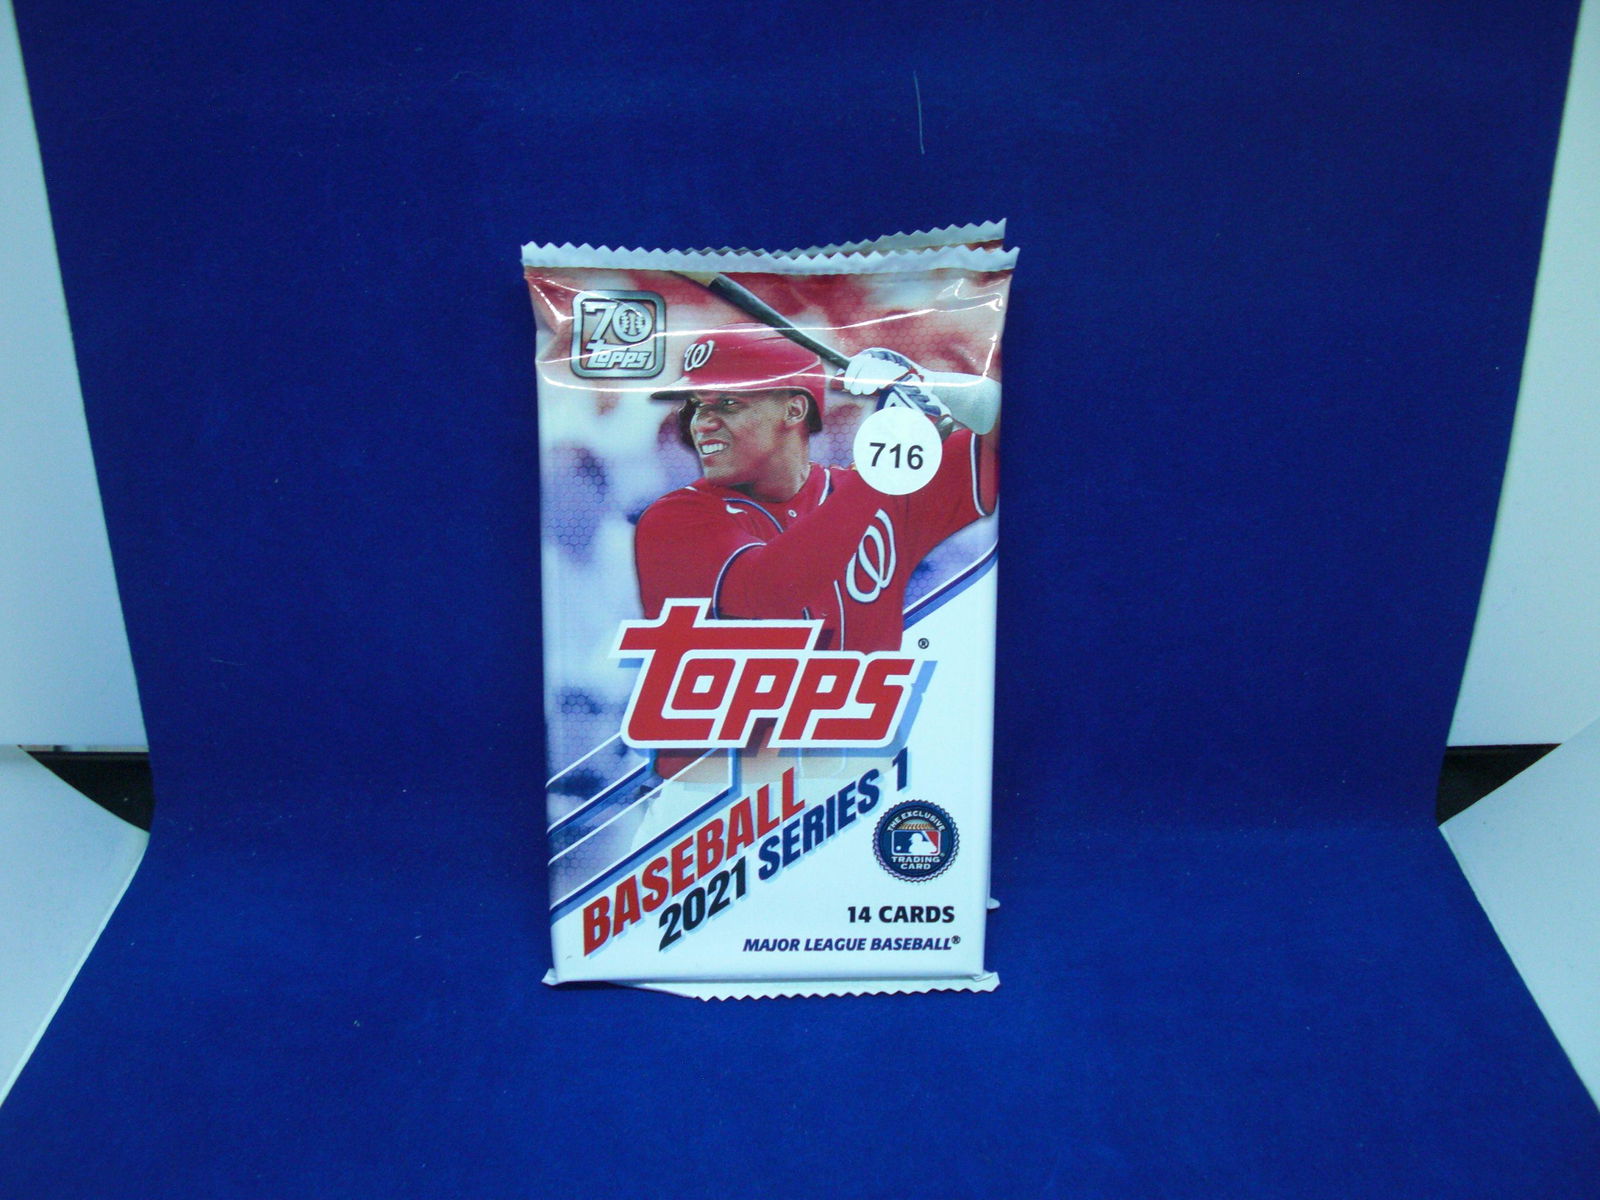 70
topps
W
716
W
topps®
BASEBALL
2021 SERIES 1
THE EXCLUSIVE
TRADING
CARD
14 CARDS
MAJOR LEAGUE BASEBALL®